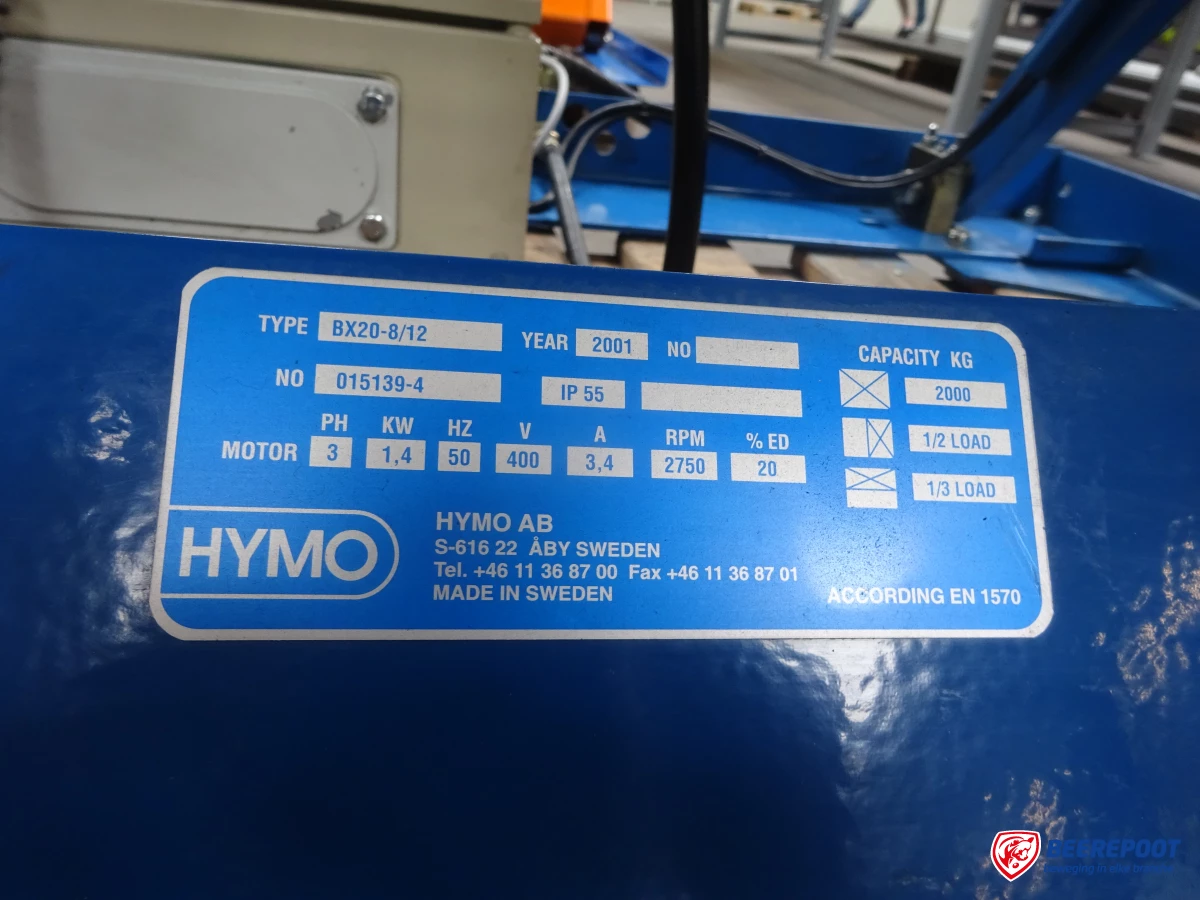 TYPE BX20-8/12 YEAR 2001 NO CAPACITY KG
NO 015139-4 IP 55 2000
PH KW HZ V A RPM % ED 1/2 LOAD
MOTOR 3 1,4 50 400 3,4 2750 20 1/3 LOAD
HYMO
HYMO AB
S-616 22 ÅBY SWEDEN
Tel. +46 11 36 87 00 Fax +46 11 36 87 01
MADE IN SWEDEN
ACCORDING EN 1570